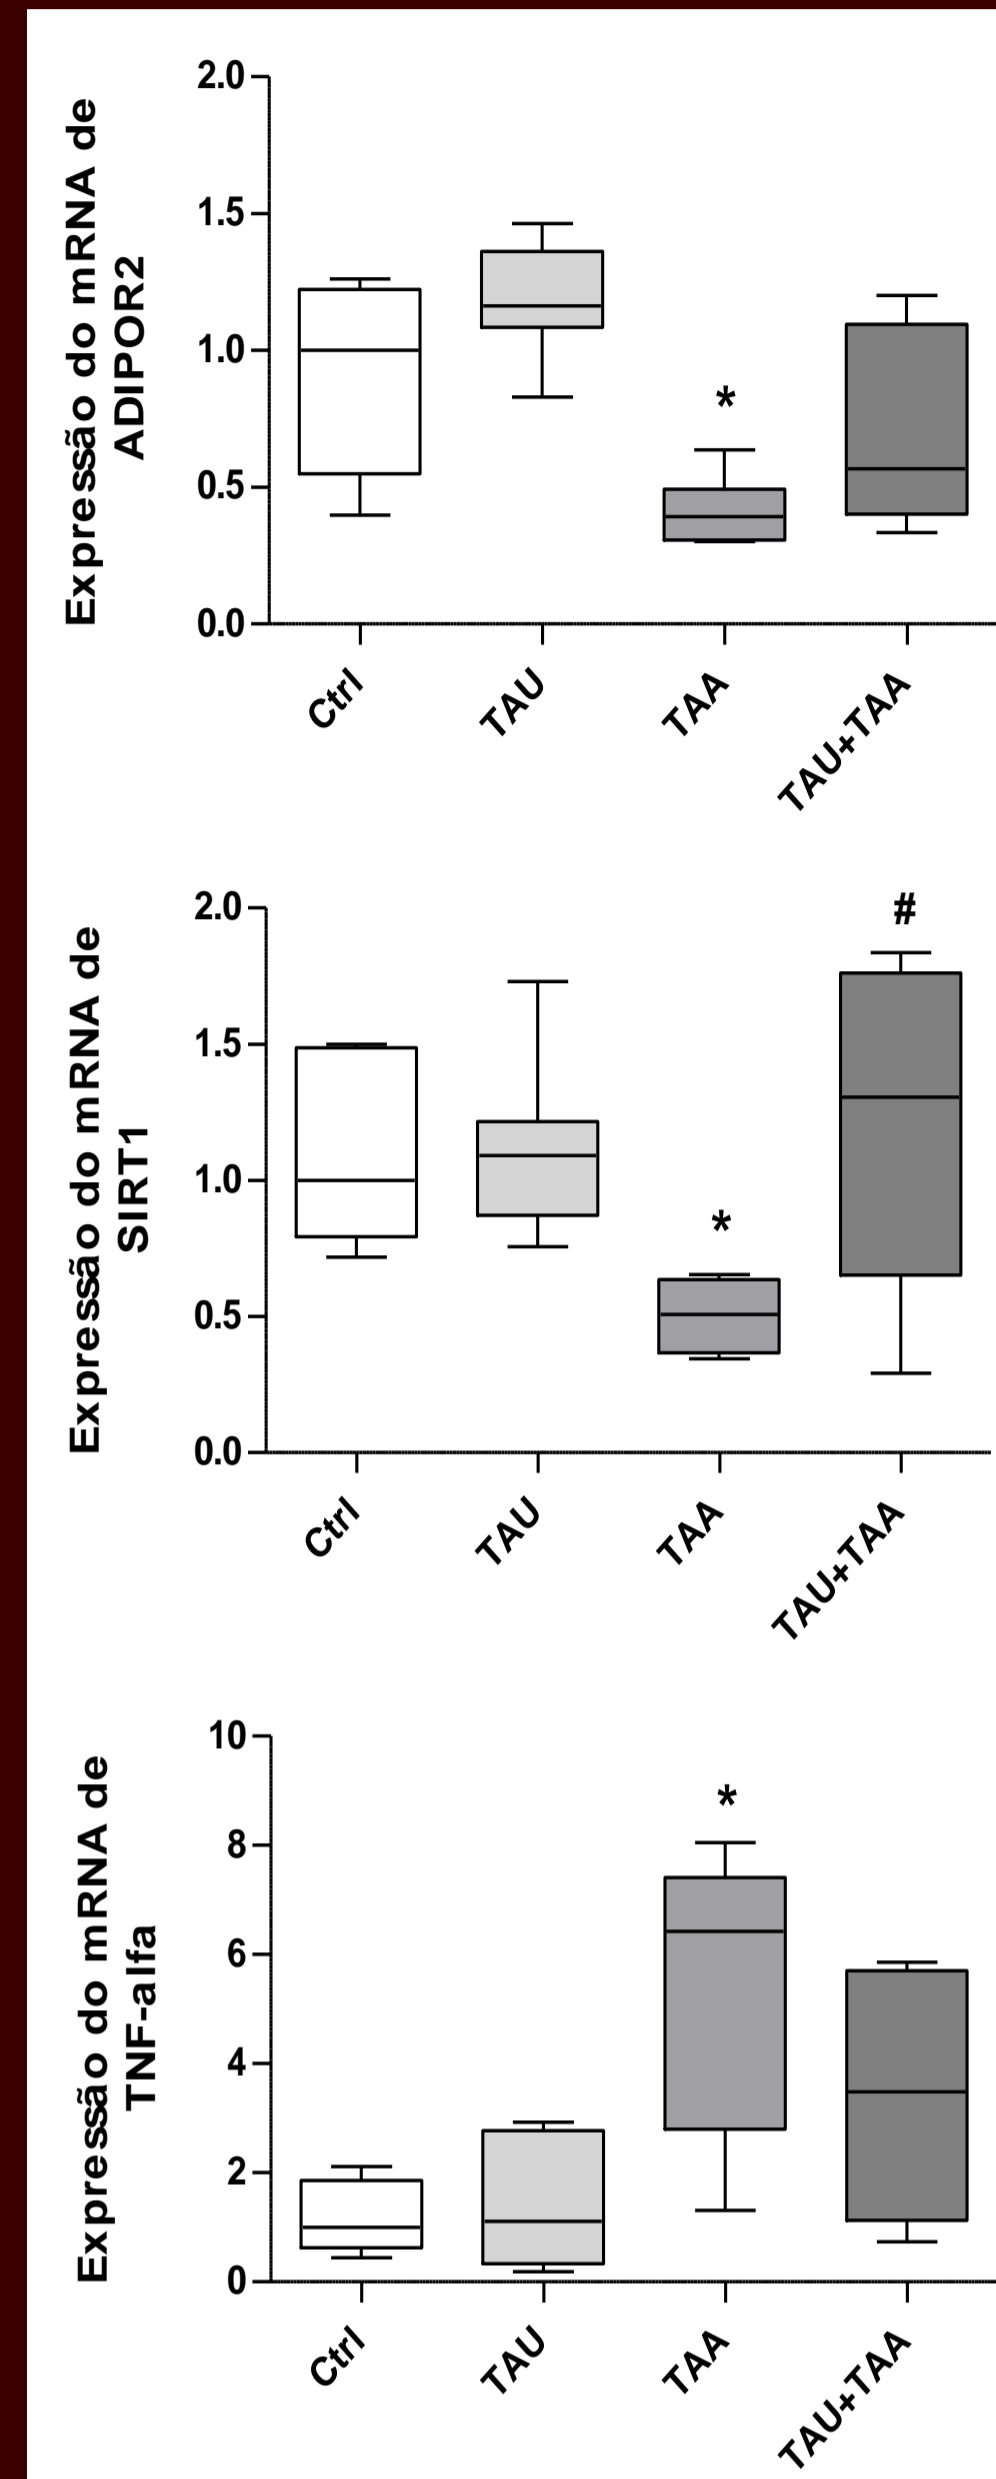 Expressão do mRNA de
ADIPOR2
2.0
1.5
1.0
0.5
0.0
*
Ctrl
TAU
TAA
TAU+TAA
Expressão do mRNA de
SIRT1
2.0
1.5
1.0
0.5
0.0
*
#
Ctrl
TAU
TAA
TAU+TAA
Expressão do mRNA de
TNF-alfa
10
8
6
4
2
0
*
Ctrl
TAU
TAA
TAU+TAA